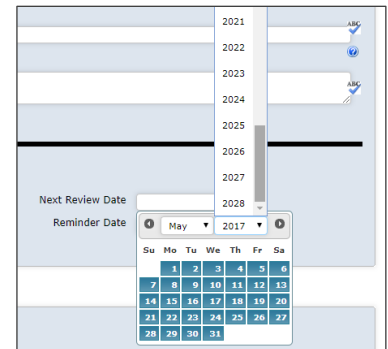 2021
ABC
2022
2023
ABC
2024
2025
2026
2027
Next Review Date
2028
Reminder Date
May 2017
Su Mo Tu We Th Fr Sa
1 2 3 4 5 6
7 8 9 10 11 12 13
14 15 16 17 18 19 20
21 22 23 24 25 26 27
28 29 30 31